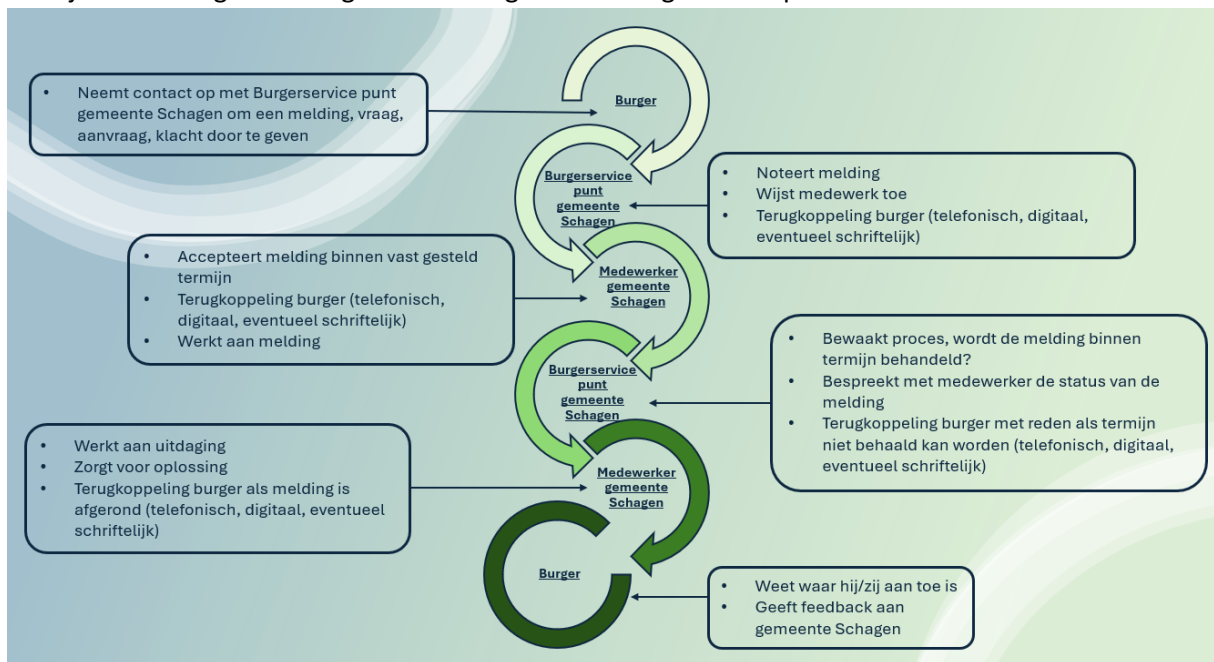 Burger
• Neemt contact op met Burgerservice punt
gemeente Schagen om een melding, vraag,
aanvraag, klacht door te geven
Burgerservice
punt
gemeente
Schagen
• Noteert melding
• Wijst medewerk toe
• Terugkoppeling burger (telefonisch, digitaal,
eventueel schriftelijk)
Medewerker
gemeente
Schagen
• Accepteert melding binnen vast gesteld
termijn
• Terugkoppeling burger (telefonisch,
digitaal, eventueel schriftelijk)
• Werkt aan melding
Burgerservice
punt
gemeente
Schagen
• Bewaakt proces, wordt de melding binnen
termijn behandeld?
• Bespreekt met medewerker de status van de
melding
• Terugkoppeling burger met reden als termijn
niet behaald kan worden (telefonisch, digitaal,
eventueel schriftelijk)
Medewerker
gemeente
Schagen
• Werkt aan uitdaging
• Zorgt voor oplossing
• Terugkoppeling burger als melding is
afgerond (telefonisch, digitaal, eventueel
schriftelijk)
Burger
• Weet waar hij/zij aan toe is
• Geeft feedback aan
gemeente Schagen